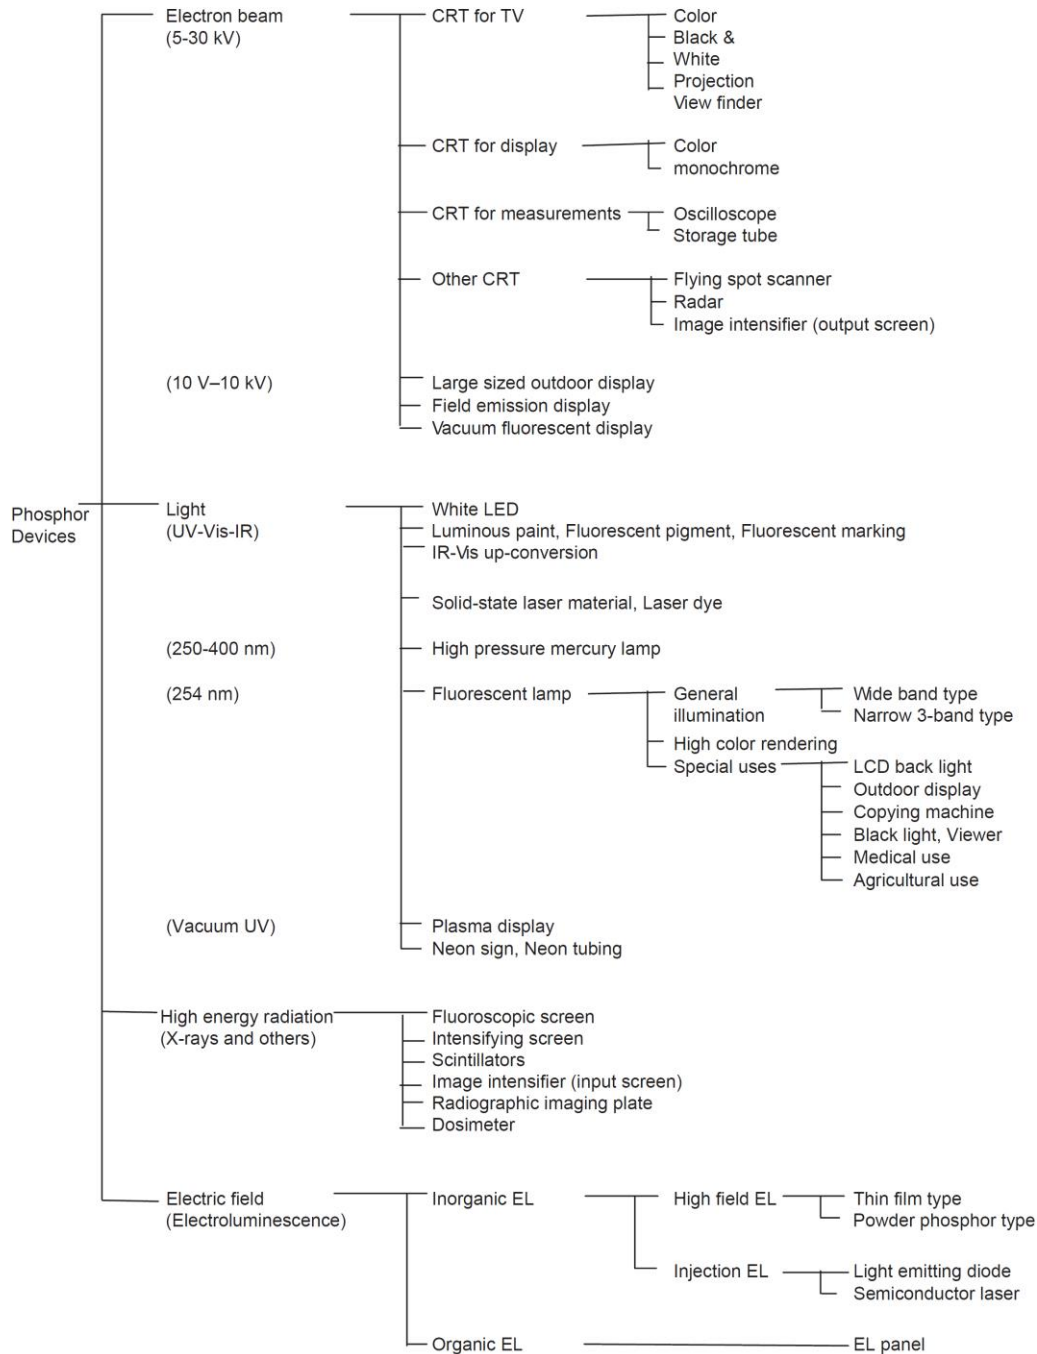 Electron beam
(5-30 kV)
CRT for TV
Color
Black &
White
Projection
View finder
CRT for display
Color
monochrome
CRT for measurements
Oscilloscope
Storage tube
Other CRT
Flying spot scanner
Radar
Image intensifier (output screen)
(10 V–10 kV)
Large sized outdoor display
Field emission display
Vacuum fluorescent display
Phosphor
Devices
Light
(UV-Vis-IR)
White LED
Luminous paint, Fluorescent pigment, Fluorescent marking
IR-Vis up-conversion
Solid-state laser material, Laser dye
(250-400 nm)
High pressure mercury lamp
(254 nm)
Fluorescent lamp
General
illumination
Wide band type
Narrow 3-band type
High color rendering
Special uses
LCD back light
Outdoor display
Copying machine
Black light, Viewer
Medical use
Agricultural use
(Vacuum UV)
Plasma display
Neon sign, Neon tubing
High energy radiation
(X-rays and others)
Fluoroscopic screen
Intensifying screen
Scintillators
Image intensifier (input screen)
Radiographic imaging plate
Dosimeter
Electric field
(Electroluminescence)
Inorganic EL
High field EL
Thin film type
Powder phosphor type
Injection EL
Light emitting diode
Semiconductor laser
Organic EL
EL panel